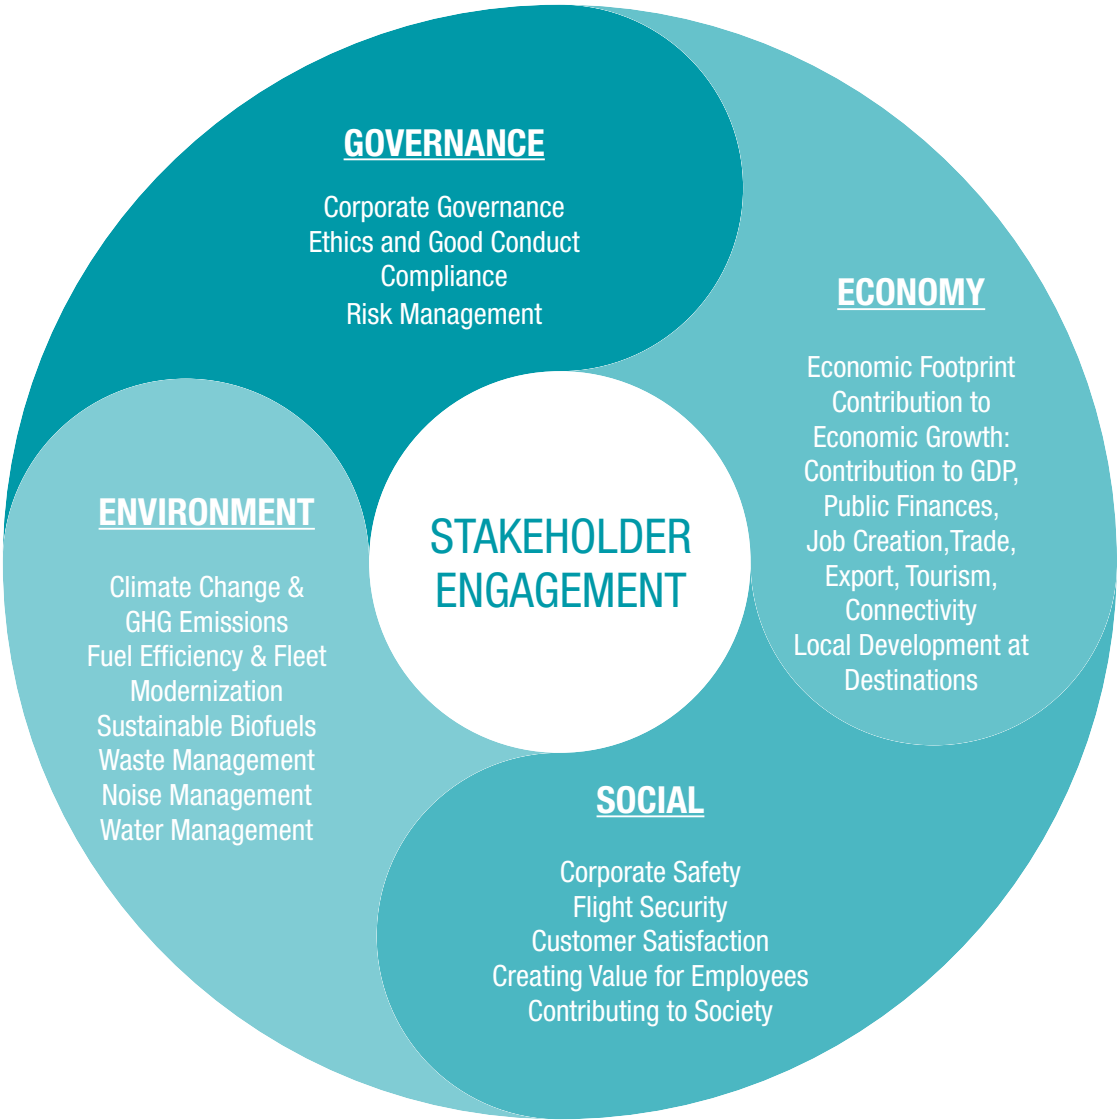 GOVERNANCE
Corporate Governance
Ethics and Good Conduct
Compliance
Risk Management
ECONOMY
Economic Footprint
Contribution to
Economic Growth:
Contribution to GDP,
Public Finances,
Job Creation,Trade,
Export, Tourism,
Connectivity
Local Development at
Destinations
ENVIRONMENT
Climate Change &
GHG Emissions
Fuel Efficiency & Fleet
Modernization
Sustainable Biofuels
Waste Management
Noise Management
Water Management
STAKEHOLDER
ENGAGEMENT
SOCIAL
Corporate Safety
Flight Security
Customer Satisfaction
Creating Value for Employees
Contributing to Society